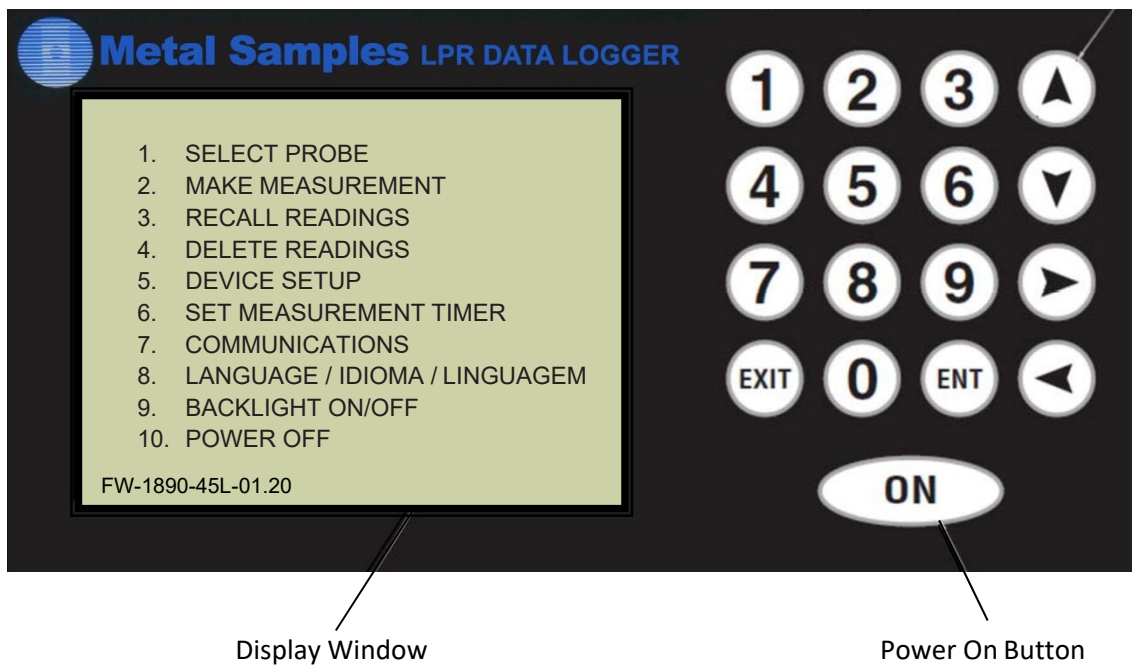 Metal Samples LPR DATA LOGGER
1. SELECT PROBE
2. MAKE MEASUREMENT
3. RECALL READINGS
4. DELETE READINGS
5. DEVICE SETUP
6. SET MEASUREMENT TIMER
7. COMMUNICATIONS
8. LANGUAGE / IDIOMA / LINGUAGEM
9. BACKLIGHT ON/OFF
10. POWER OFF
FW-1890-45L-01.20
1 2 3
4 5 6
7 8 9
EXIT 0 ENT
ON
Display Window
Power On Button